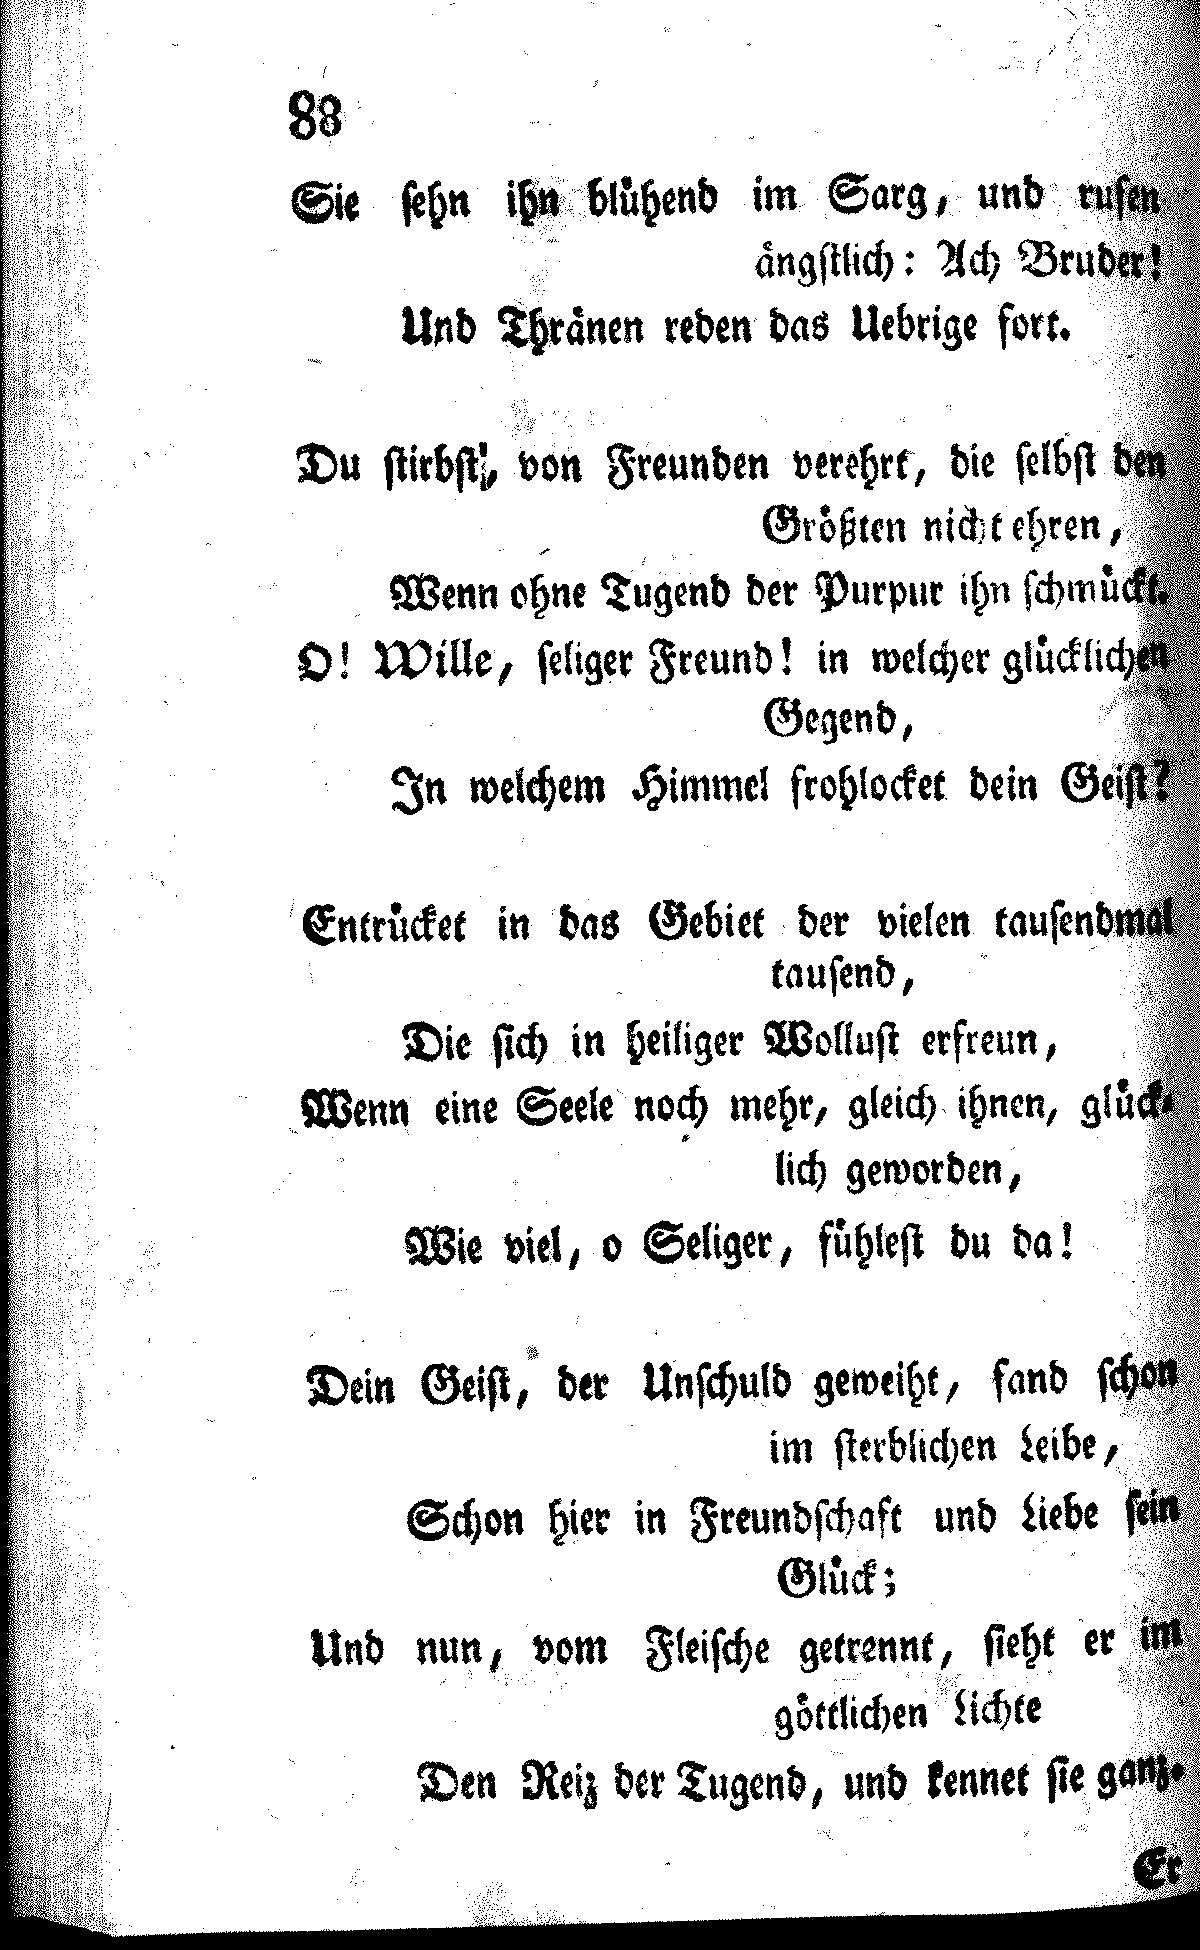 88
Sie sehn ihn blühend im Sarg, und rufen
ängstlich: Ach Bruder!
Und Thränen reden das Uebrige fort.
Du stirbst, von Freunden verehrt, die selbst den
Größten nicht ehren,
Wenn ohne Tugend der Purpur ihn schmückt.
O! Wille, seliger Freund! in welcher glücklichen
Gegend,
In welchem Himmel frohlocket dein Geist?
Entrücket in das Gebiet der vielen tausendmal
tausend,
Die sich in heiliger Wollust erfreun,
Wenn eine Seele noch mehr, gleich ihnen, glück-
lich geworden,
Wie viel, o Seliger, fühlest du da!
Dein Geist, der Unschuld geweiht, fand schon
im sterblichen Leibe,
Schon hier in Freundschaft und Liebe sein
Glück;
Und nun, vom Fleische getrennt, sieht er im
göttlichen Lichte
Den Reiz der Tugend, und kennet sie ganz.
Er